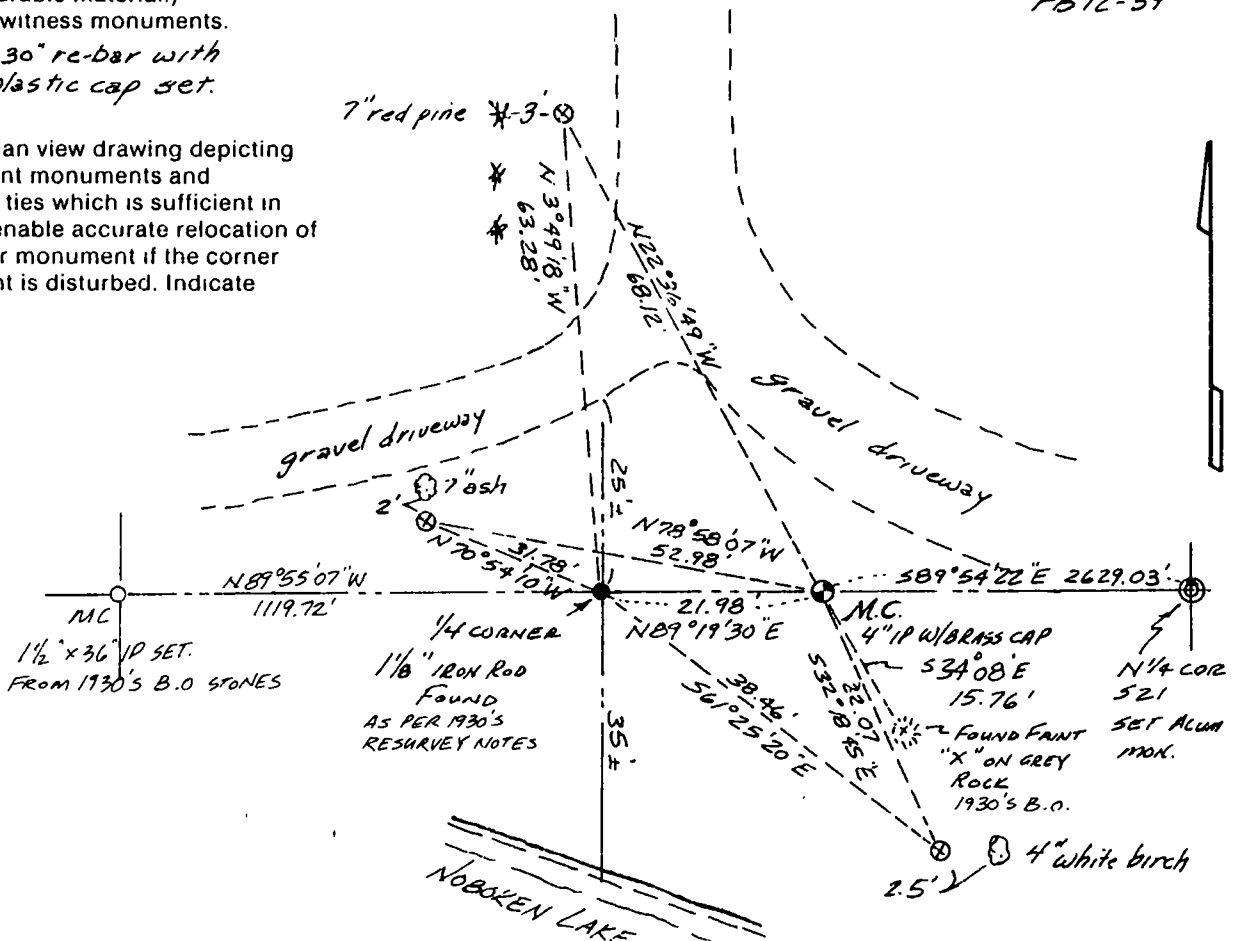 erable material,
witness monuments.
30" re-bar with
plastic cap set.
7" red pine 3'
an view drawing depicting
nt monuments and
ties which is sufficient in
enable accurate relocation of
r monument if the corner
t is disturbed. Indicate
N 3°49'18" W
63.28'
N22°36'49"W
68.12'
gravel driveway
gravel driveway
7" ash
2'
25'±
N78°58'07"W
52.98'
31.78'
N70°54'10"W
N89°55'07"W
1119.72'
S89°54'22"E 2629.03'
MC
1½" x 36" IP SET.
FROM 1930'S B.O STONES
1/4 CORNER
1⅛" IRON ROD
FOUND
AS PER 1930'S
RESURVEY NOTES
21.98'
N89°19'30"E
M.C.
4" IP W/BRASS CAP
S34°08'E
15.76'
N¼ COR
S21
SET ALUM
MON.
FOUND FAINT
"X" ON GREY
ROCK
1930'S B.O.
32.07
S32°18'45"E
38.46'
S61°25'20"E
35'±
4" white birch
2.5'
NOBOKEN LAKE